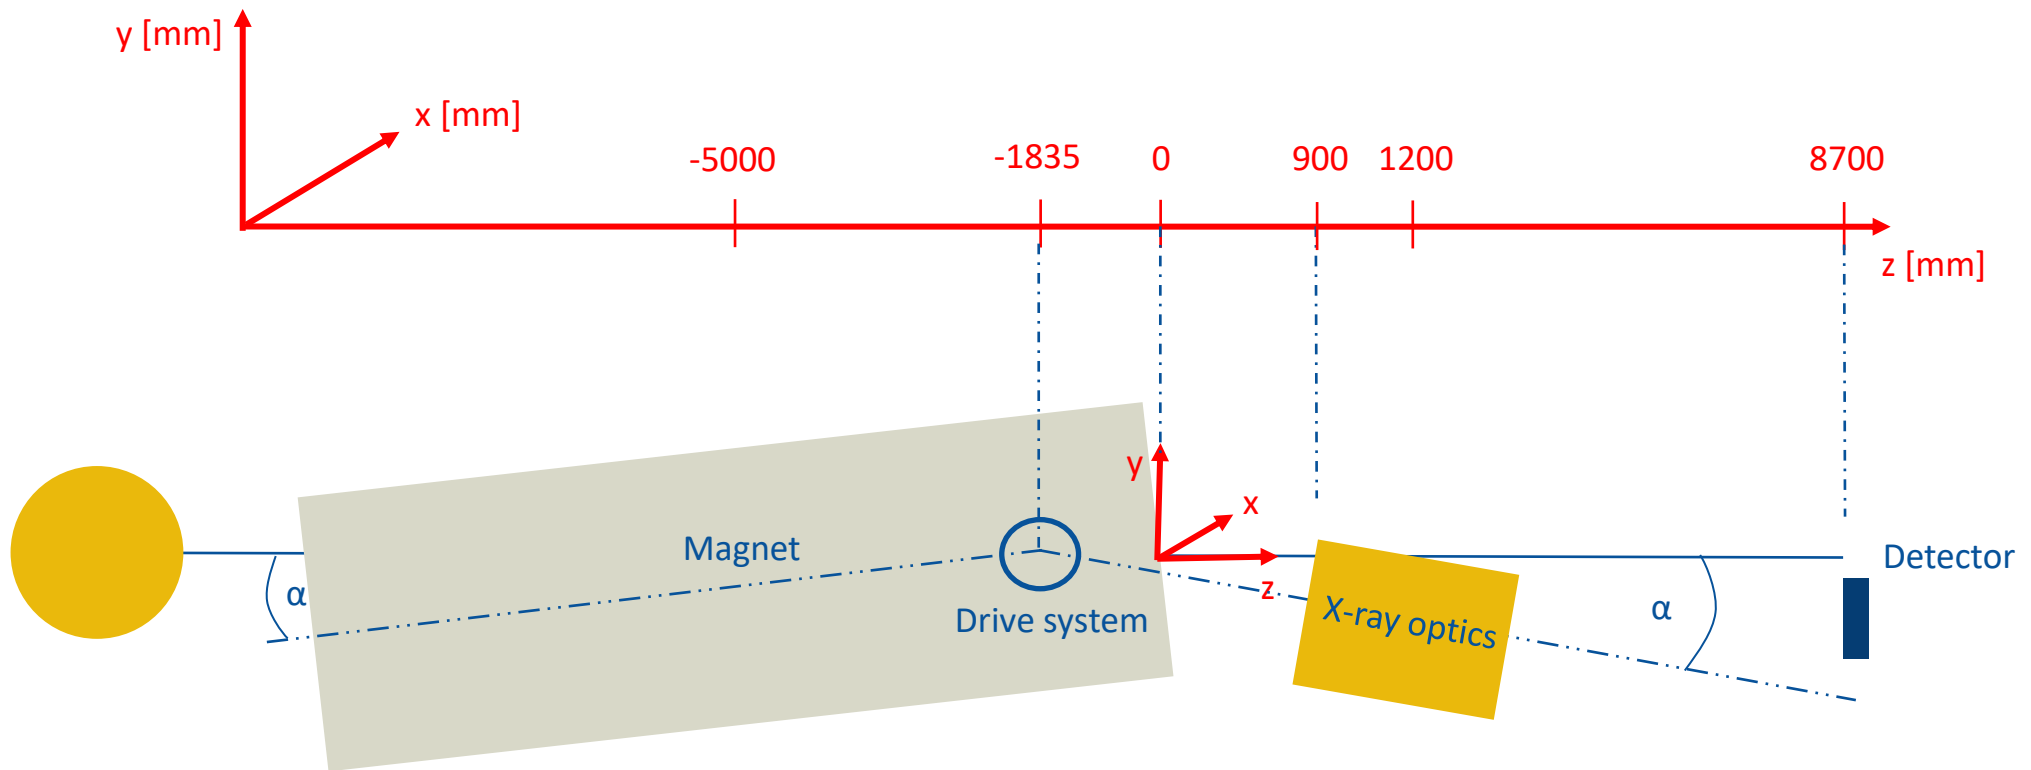 y [mm]
x [mm]
-5000
-1835
0
900
1200
8700
z [mm]
y
x
z
Magnet
Drive system
α
X-ray optics
α
Detector